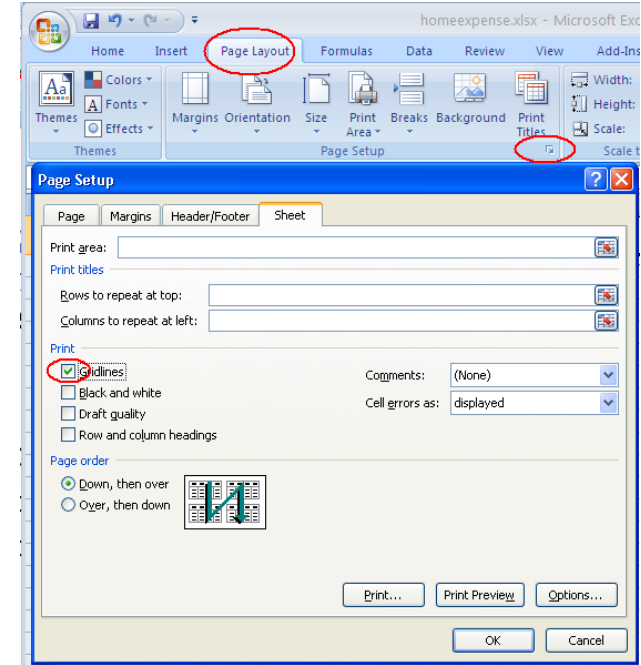 homeexpense.xlsx - Microsoft Exc
Home Insert Page Layout Formulas Data Review View Add-Ins
Aa Colors
A Fonts
Effects
Themes
Margins Orientation Size Print Area Breaks Background Print Titles
Width:
Height:
Scale:
Themes Page Setup Scale t
Page Setup
Page Margins Header/Footer Sheet
Print area:
Print titles
Rows to repeat at top:
Columns to repeat at left:
Print
Gridlines Comments: (None)
Black and white Cell errors as: displayed
Draft quality
Row and column headings
Page order
Down, then over
Over, then down
Print... Print Preview Options...
OK Cancel